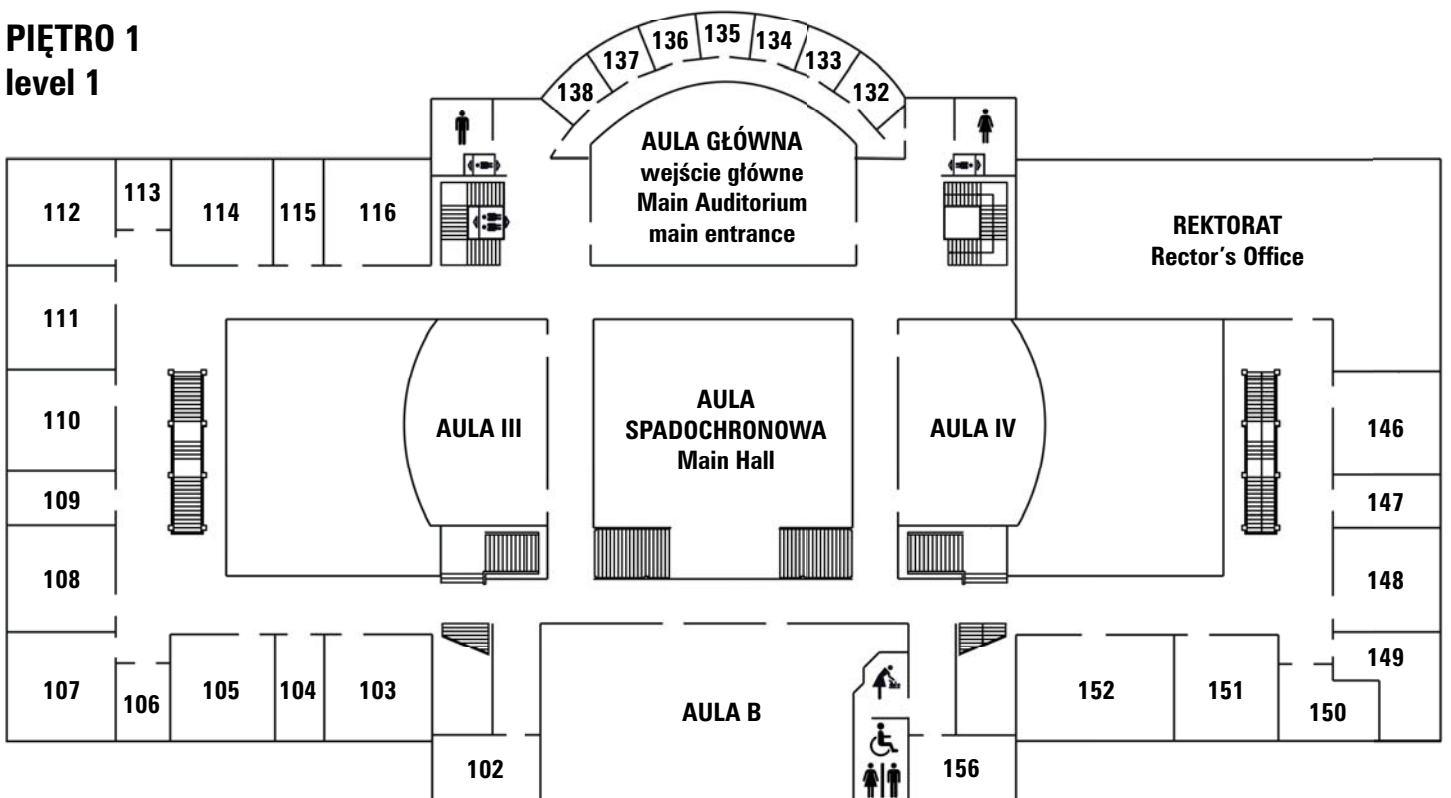 PIĘTRO 1
level 1
135
136
134
137
133
138
132
AULA GŁÓWNA
wejście główne
Main Auditorium
main entrance
112
113
114
115
116
REKTORAT
Rector's Office
111
110
AULA III
AULA
SPADOCHRONOWA
Main Hall
AULA IV
146
109
147
108
148
107
106
105
104
103
AULA B
152
151
150
149
102
156